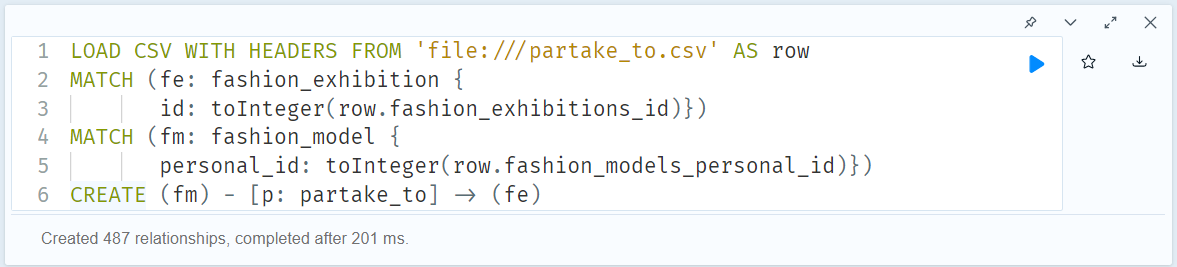 1 LOAD CSV WITH HEADERS FROM 'file:///partake_to.csv' AS row
2 MATCH (fe: fashion_exhibition {
3 id: toInteger(row.fashion_exhibitions_id)})
4 MATCH (fm: fashion_model {
5 personal_id: toInteger(row.fashion_models_personal_id)})
6 CREATE (fm) - [p: partake_to] -> (fe)
Created 487 relationships, completed after 201 ms.